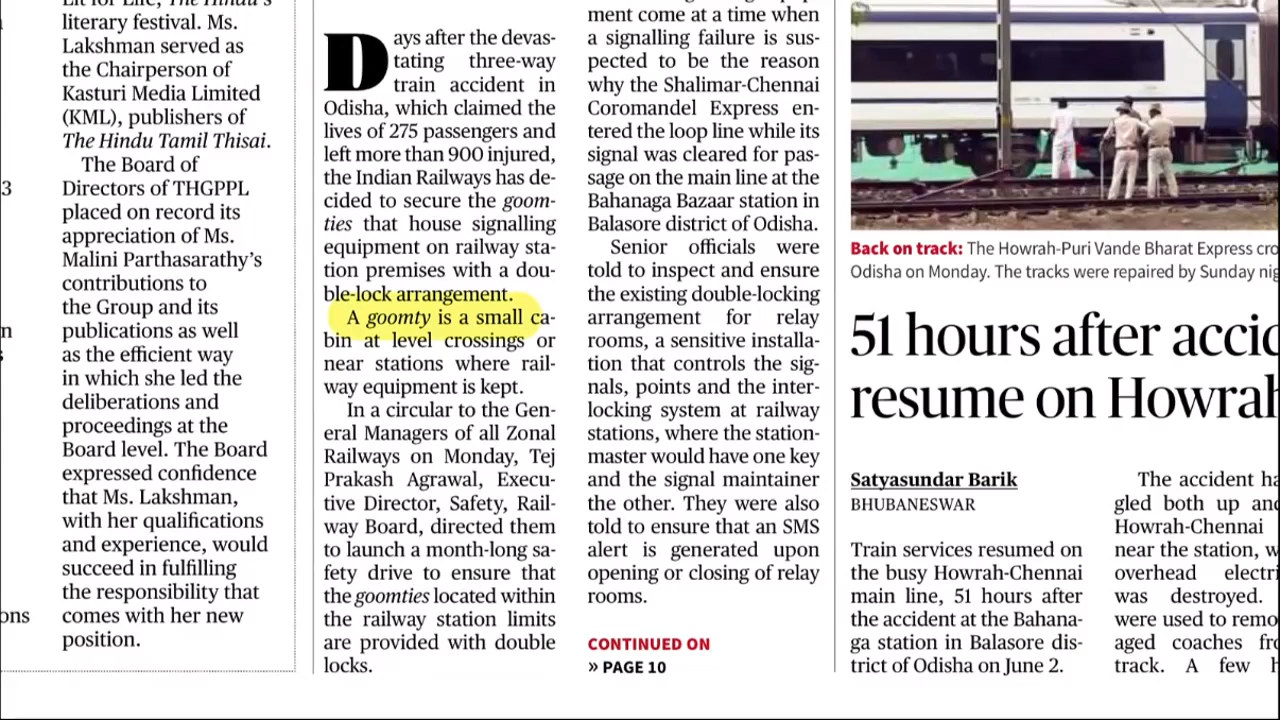 literary festival. Ms.
Lakshman served as
the Chairperson of
Kasturi Media Limited
(KML), publishers of
The Hindu Tamil Thisai.
The Board of
3
Directors of THGPPL
placed on record its
appreciation of Ms.
Malini Parthasarathy’s
contributions to
the Group and its
n
publications as well
as the efficient way
in which she led the
deliberations and
proceedings at the
Board level. The Board
expressed confidence
that Ms. Lakshman,
with her qualifications
and experience, would
succeed in fulfilling
the responsibility that
ons
comes with her new
position.
Days after the devas-
tating three-way
train accident in
Odisha, which claimed the
lives of 275 passengers and
left more than 900 injured,
the Indian Railways has de-
cided to secure the goom-
ties that house signalling
equipment on railway sta-
tion premises with a dou-
ble-lock arrangement.
A goomty is a small ca-
bin at level crossings or
near stations where rail-
way equipment is kept.
In a circular to the Gen-
eral Managers of all Zonal
Railways on Monday, Tej
Prakash Agrawal, Execu-
tive Director, Safety, Rail-
way Board, directed them
to launch a month-long sa-
fety drive to ensure that
the goomties located within
the railway station limits
are provided with double
locks.
ment come at a time when
a signalling failure is sus-
pected to be the reason
why the Shalimar-Chennai
Coromandel Express en-
tered the loop line while its
signal was cleared for pas-
sage on the main line at the
Bahanaga Bazaar station in
Balasore district of Odisha.
Senior officials were
told to inspect and ensure
the existing double-locking
arrangement for relay
rooms, a sensitive installa-
tion that controls the sig-
nals, points and the inter-
locking system at railway
stations, where the station-
master would have one key
and the signal maintainer
the other. They were also
told to ensure that an SMS
alert is generated upon
opening or closing of relay
rooms.
CONTINUED ON
» PAGE 10
Back on track: The Howrah-Puri Vande Bharat Express cro
Odisha on Monday. The tracks were repaired by Sunday nig
51 hours after accid
resume on Howrah
Satyasundar Barik
BHUBANESWAR
Train services resumed on
the busy Howrah-Chennai
main line, 51 hours after
the accident at the Bahana-
ga station in Balasore dis-
trict of Odisha on June 2.
The accident ha
gled both up and
Howrah-Chennai
near the station, w
overhead electri
was destroyed.
were used to remo
aged coaches fro
track. A few h